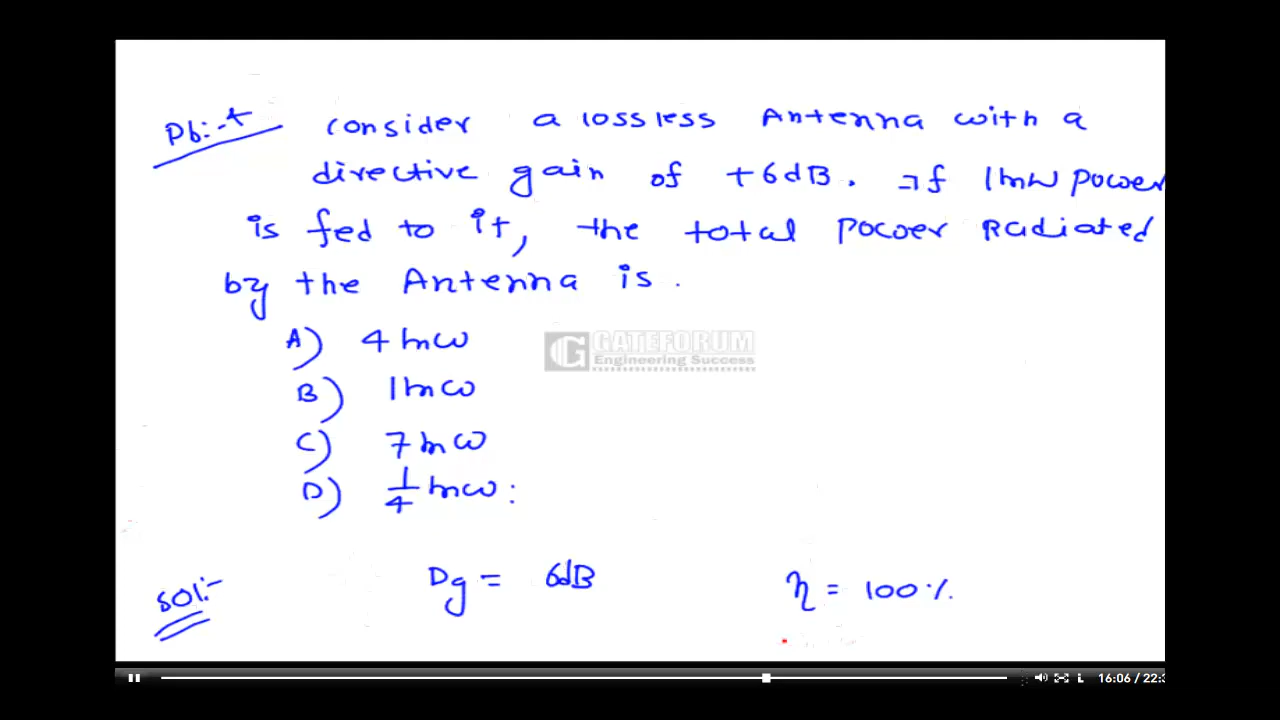 Pb:-4 consider a lossless Antenna with a
directive gain of +6dB. If 1mW power
is fed to it, the total power Radiated
by the Antenna is.
A) 4mW
GATEFORUM
Engineering Success
B) 1mW
C) 7mW
D) 1/4 mW:
Sol:- Dg = 6dB η = 100%.
16:06 / 22:3